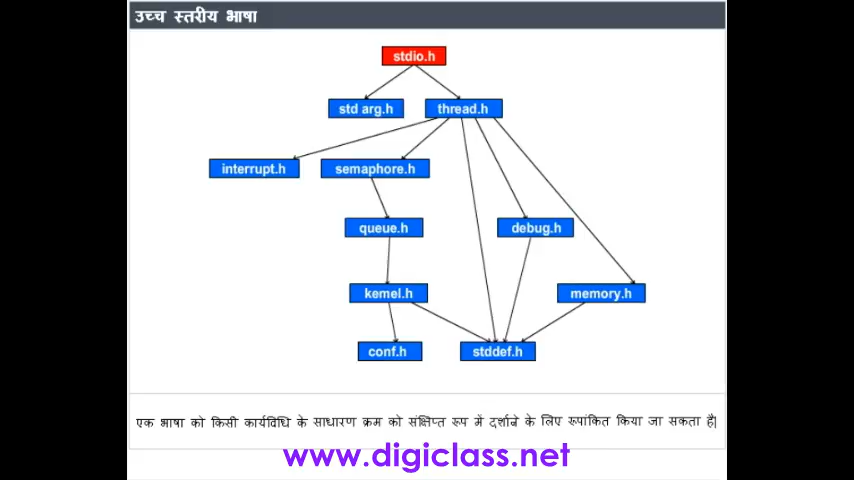 उच्च स्तरीय भाषा
stdio.h
std arg.h thread.h
interrupt.h semaphore.h
queue.h debug.h
kemel.h memory.h
conf.h stddef.h
एक भाषा को किसी कार्यविधि के साधारण क्रम को संक्षिप्त रूप में दर्शाने के लिए रूपांकित किया जा सकता है|
www.digiclass.net